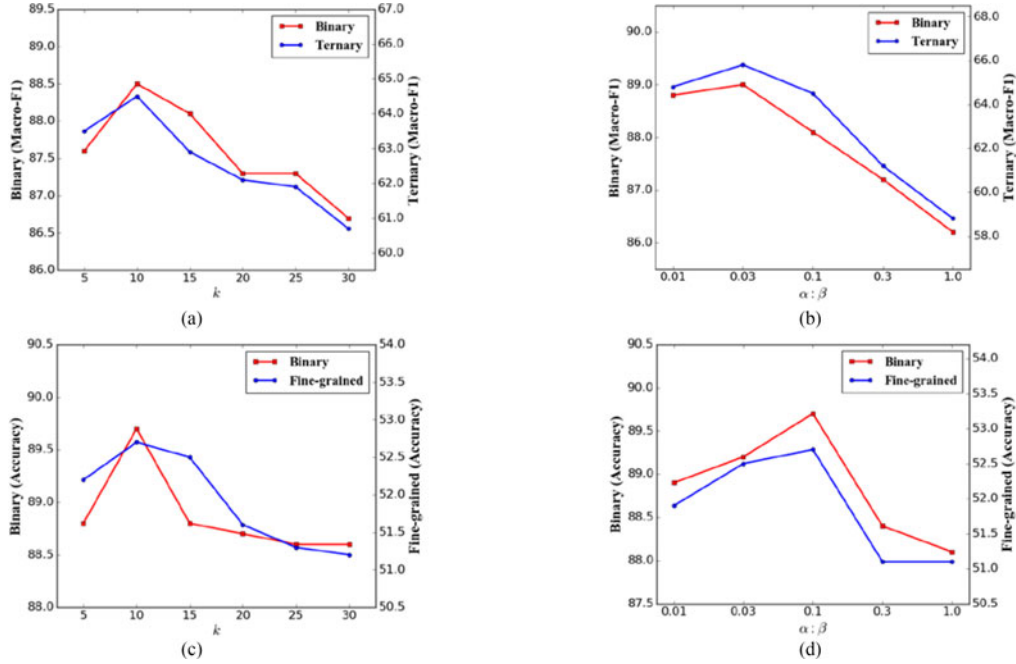 89.5
89.0
88.5
88.0
87.5
87.0
86.5
86.0
Binary (Macro-F1)
5 10 15 20 25 30
k
67.0
66.0
65.0
64.0
63.0
62.0
61.0
60.0
Ternary (Macro-F1)
Binary
Ternary
(a)
90.0
89.0
88.0
87.0
86.0
Binary (Macro-F1)
0.01 0.03 0.1 0.3 1.0
α : β
68.0
66.0
64.0
62.0
60.0
58.0
Ternary (Macro-F1)
Binary
Ternary
(b)
90.5
90.0
89.5
89.0
88.5
88.0
Binary (Accuracy)
5 10 15 20 25 30
k
54.0
53.5
53.0
52.5
52.0
51.5
51.0
50.5
Fine-grained (Accuracy)
Binary
Fine-grained
(c)
90.5
90.0
89.5
89.0
88.5
88.0
87.5
Binary (Accuracy)
0.01 0.03 0.1 0.3 1.0
α : β
54.0
53.5
53.0
52.5
52.0
51.5
51.0
50.5
Fine-grained (Accuracy)
Binary
Fine-grained
(d)